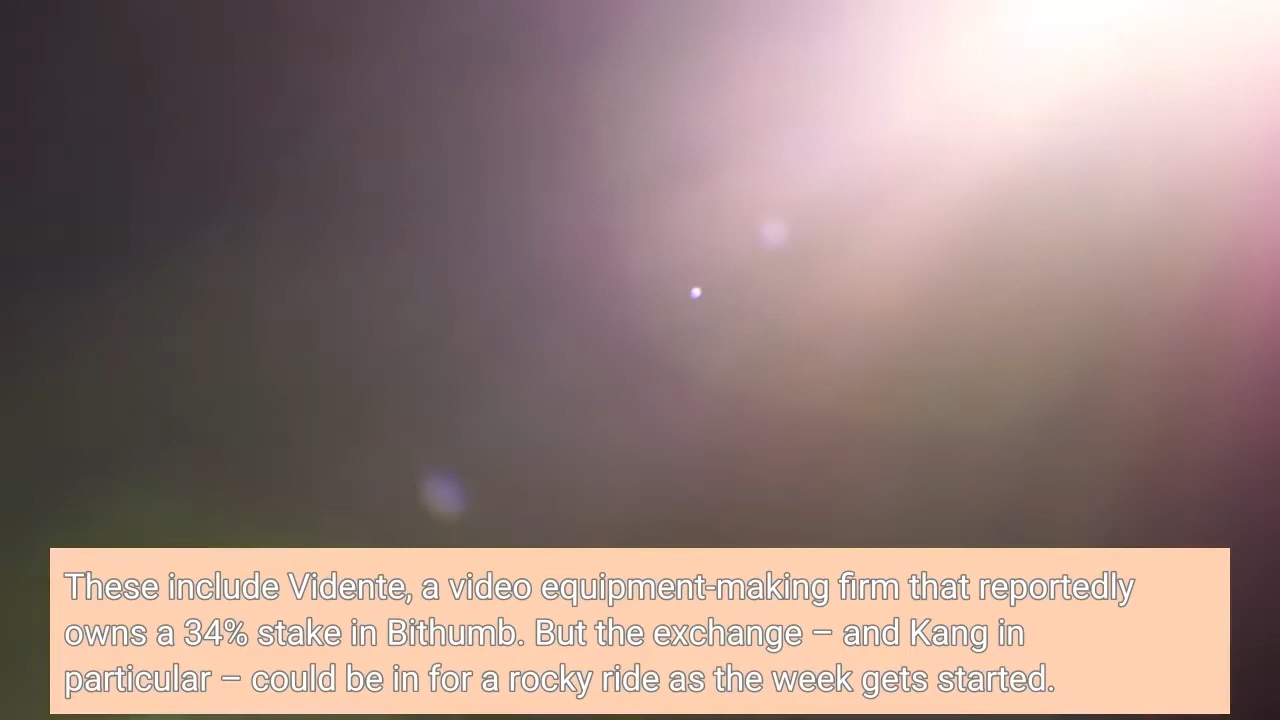 These include Vidente, a video equipment-making firm that reportedly
owns a 34% stake in Bithumb. But the exchange – and Kang in
particular – could be in for a rocky ride as the week gets started.